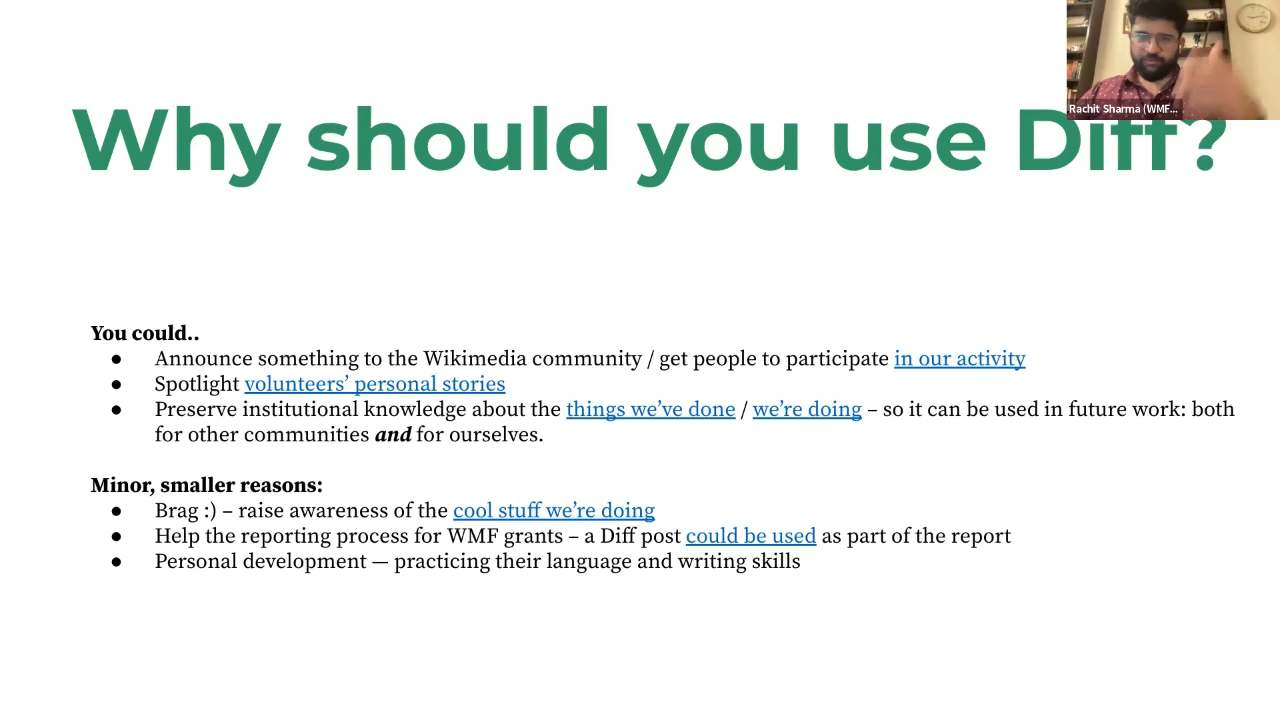 Rachit Sharma (WMF...
Why should you use Diff?
You could..
● Announce something to the Wikimedia community / get people to participate in our activity
● Spotlight volunteers’ personal stories
● Preserve institutional knowledge about the things we’ve done / we’re doing – so it can be used in future work: both
for other communities and for ourselves.
Minor, smaller reasons:
● Brag :) – raise awareness of the cool stuff we’re doing
● Help the reporting process for WMF grants – a Diff post could be used as part of the report
● Personal development — practicing their language and writing skills